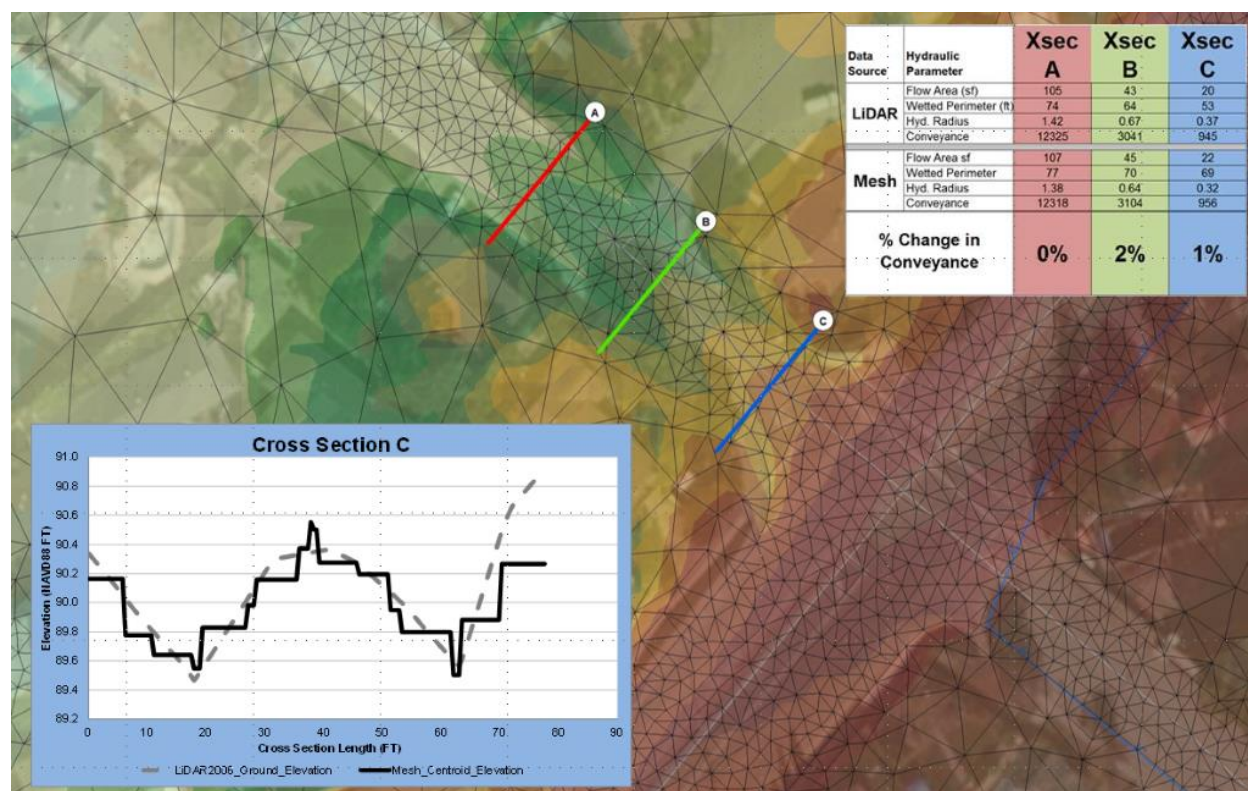 Data Source
Hydraulic Parameter
Xsec A
Xsec B
Xsec C
LiDAR
Flow Area (sf) 105 43 20
Wetted Perimeter (ft) 74 64 53
Hyd. Radius 1.42 0.67 0.37
Conveyance 12325 3041 945
Mesh
Flow Area sf 107 45 22
Wetted Perimeter 77 70 69
Hyd. Radius 1.38 0.64 0.32
Conveyance 12318 3104 956
% Change in
Conveyance
0% 2% 1%
A
B
C
Cross Section C
91.0
90.8
90.6
90.4
90.2
90.0
89.8
89.6
89.4
89.2
Elevation (NAVD88 FT)
0 10 20 30 40 50 60 70 80 90
Cross Section Length (FT)
LiDAR2006_Ground_Elevation
Mesh_Centroid_Elevation